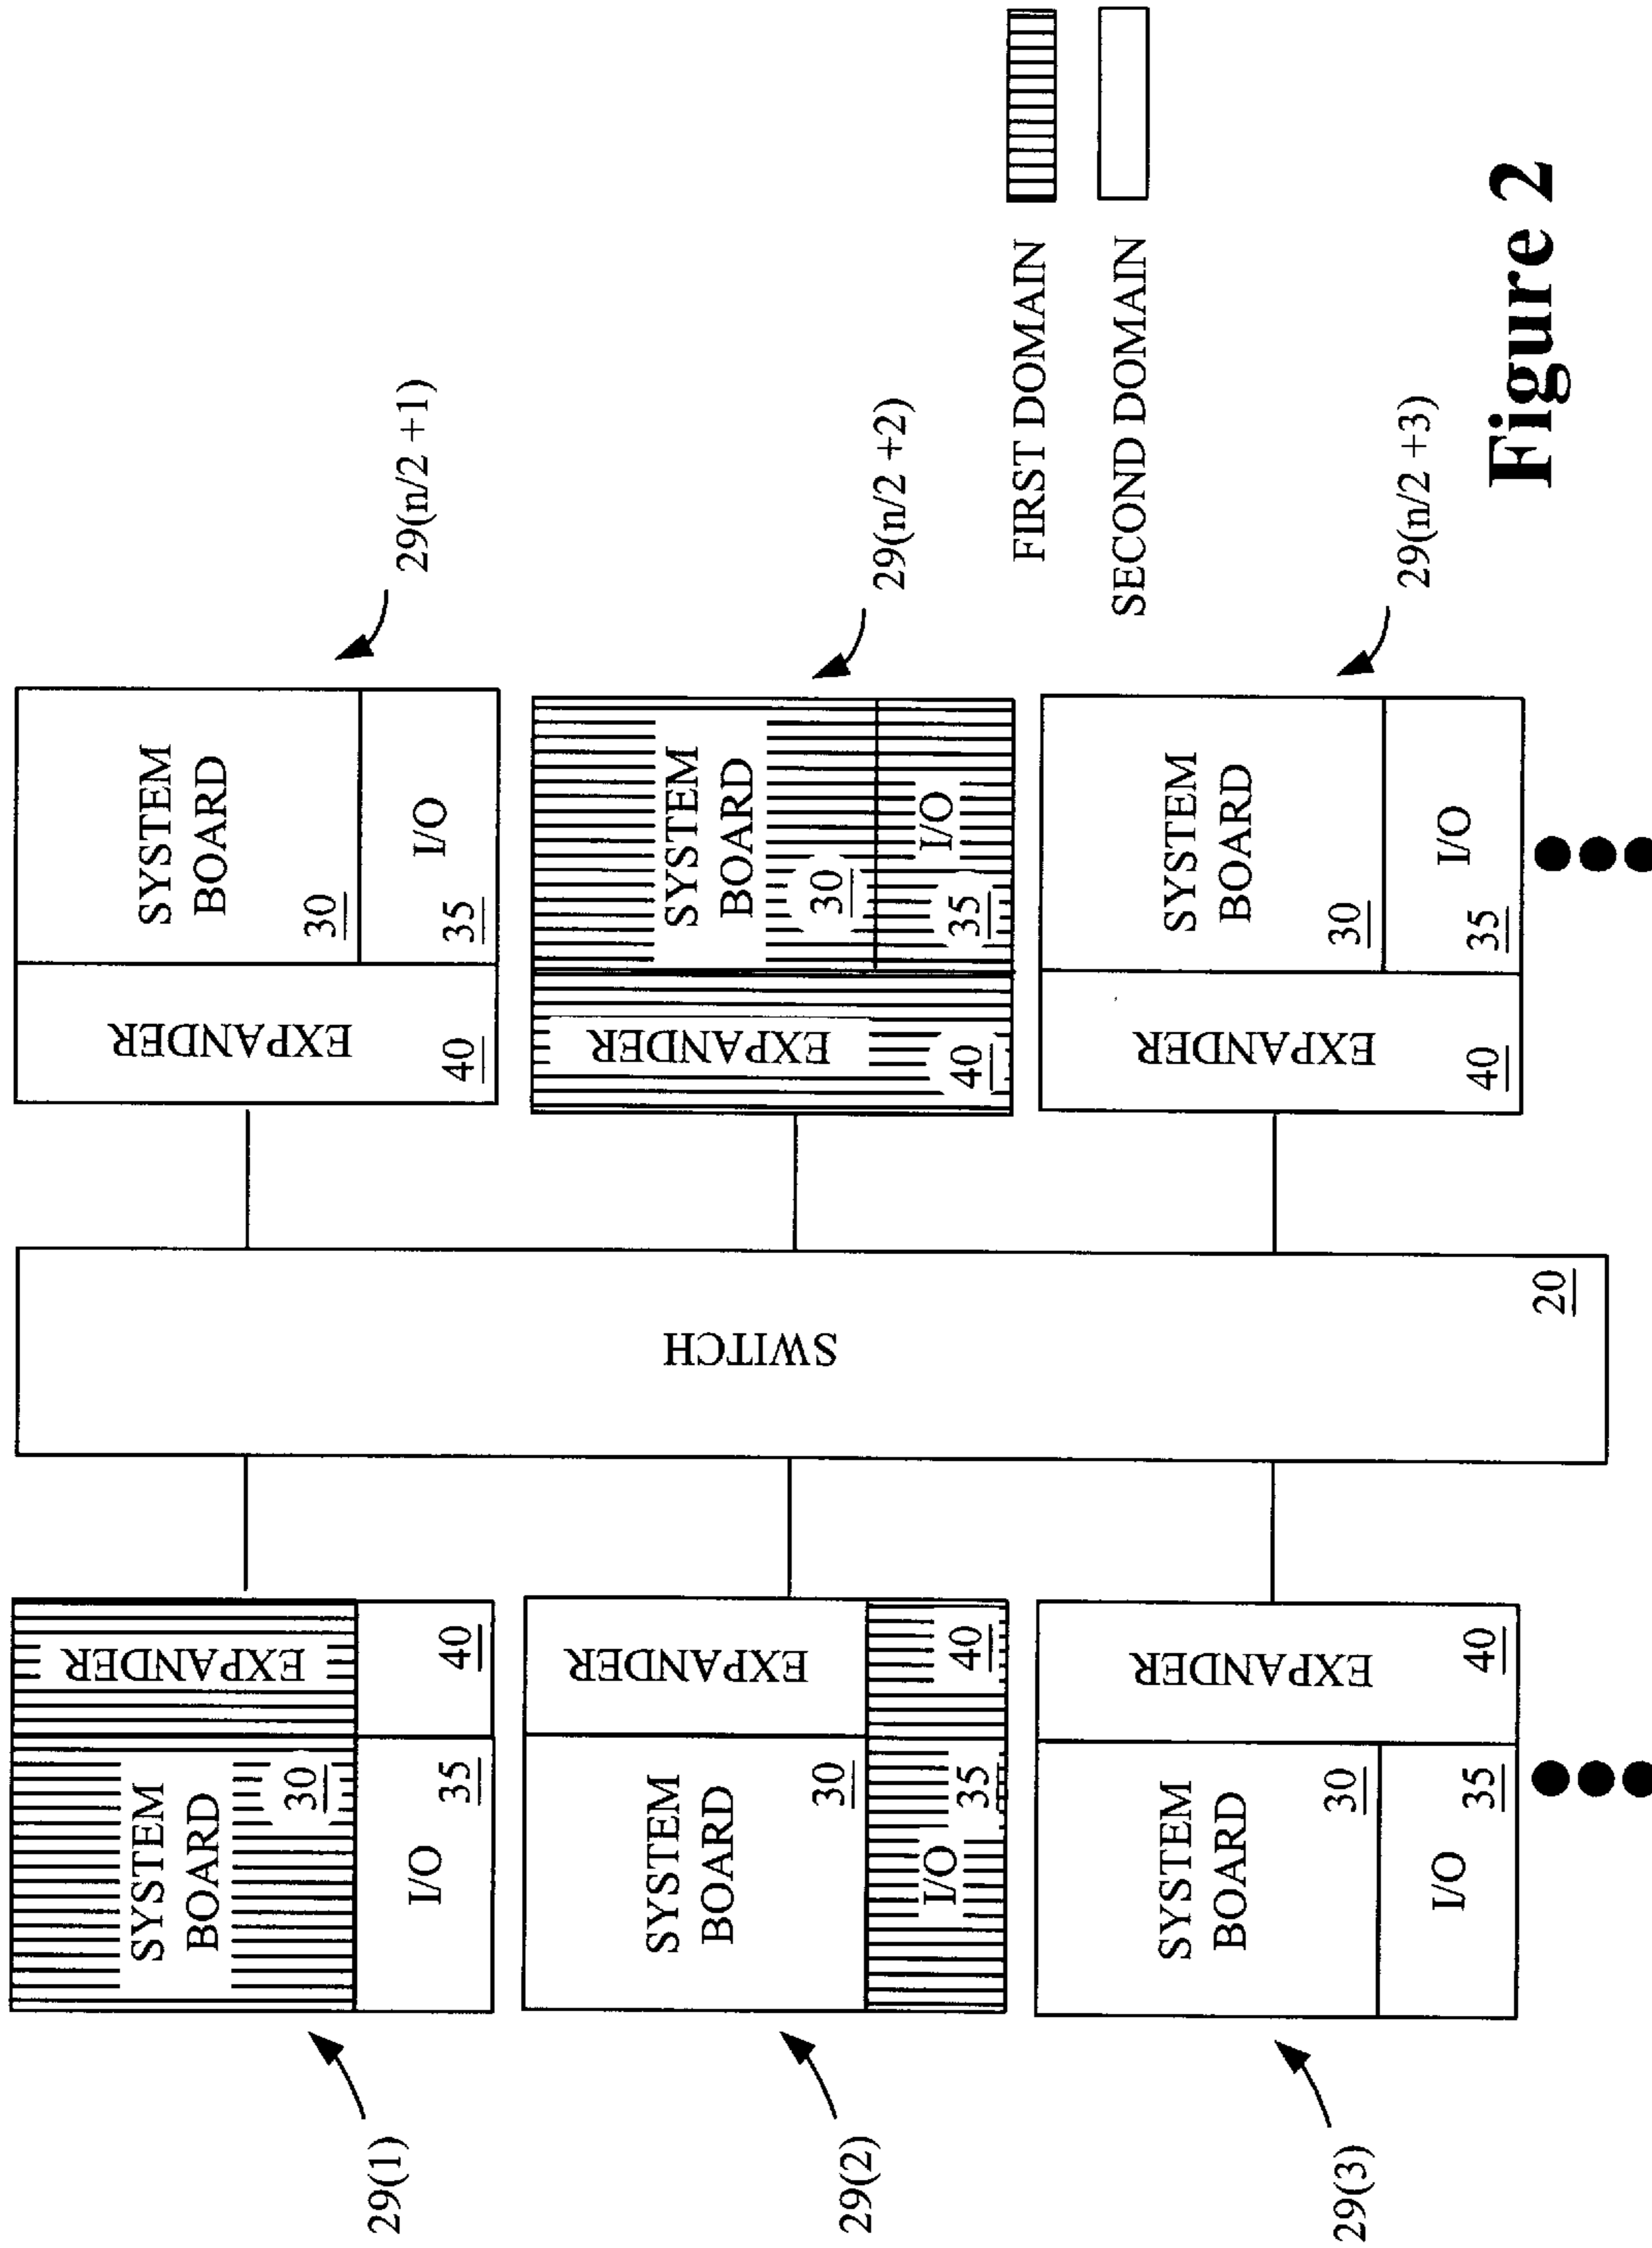 29(1)
SYSTEM
BOARD
30
I/O
35
EXPANDER
40
29(2)
SYSTEM
BOARD
30
I/O
35
EXPANDER
40
29(3)
SYSTEM
BOARD
30
I/O
35
EXPANDER
40
SWITCH
20
EXPANDER
40
SYSTEM
BOARD
30
I/O
35
29(n/2 +1)
EXPANDER
40
SYSTEM
BOARD
30
I/O
35
29(n/2 +2)
EXPANDER
40
SYSTEM
BOARD
30
I/O
35
29(n/2 +3)
FIRST DOMAIN
SECOND DOMAIN
Figure 2